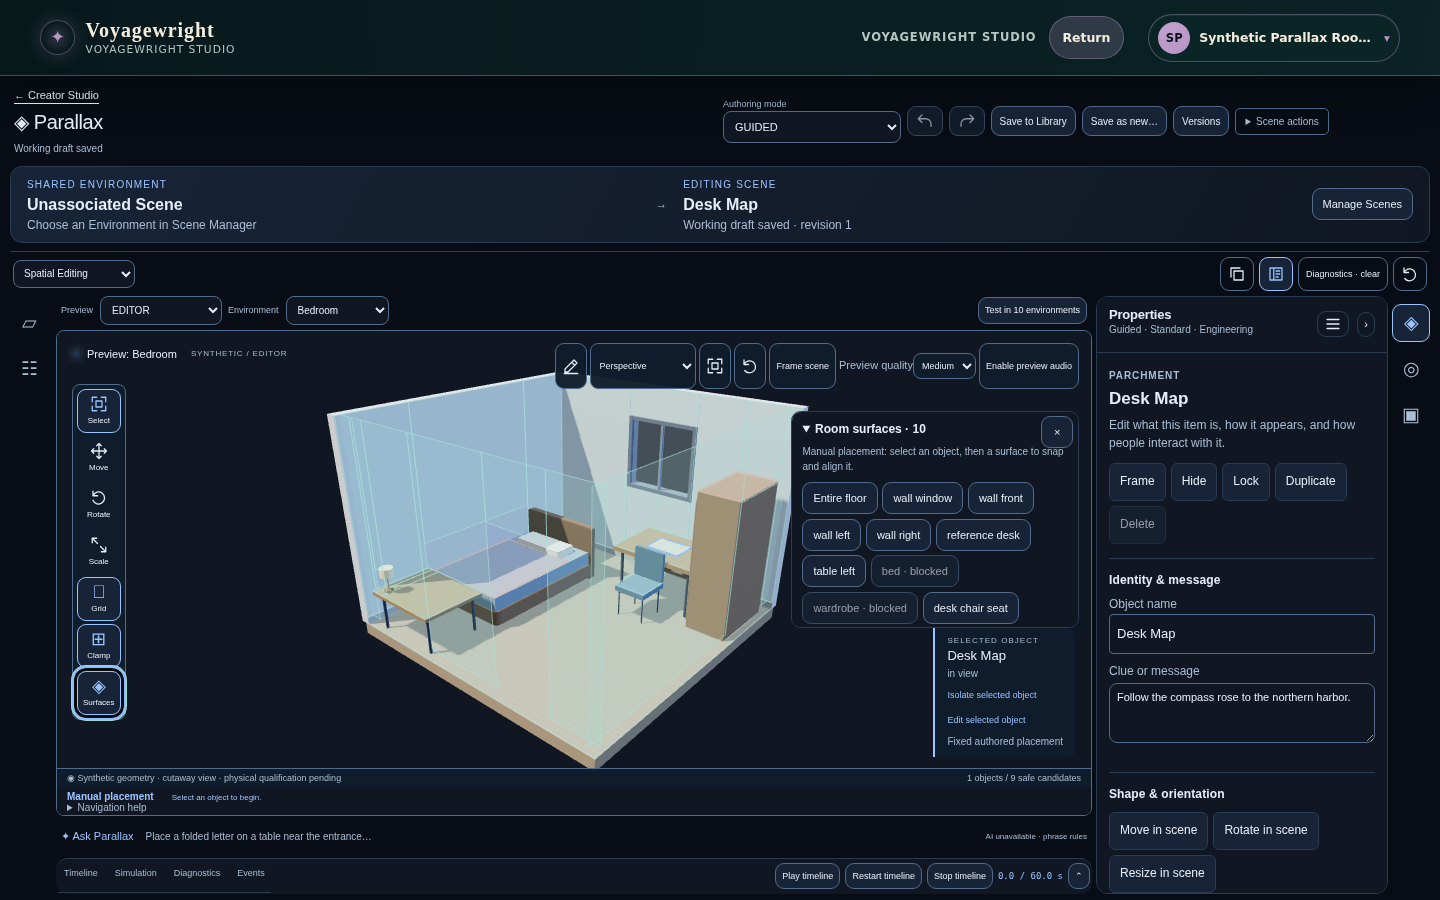 Voyagewright
VOYAGEWRIGHT STUDIO
VOYAGEWRIGHT STUDIO
Return
SP
Synthetic Parallax Roo…
← Creator Studio
◈ Parallax
Working draft saved
Authoring mode
GUIDED
Save to Library
Save as new…
Versions
Scene actions
SHARED ENVIRONMENT
Unassociated Scene
Choose an Environment in Scene Manager
→
EDITING SCENE
Desk Map
Working draft saved · revision 1
Manage Scenes
Spatial Editing
Diagnostics · clear
Preview
EDITOR
Environment
Bedroom
Test in 10 environments
Preview: Bedroom
SYNTHETIC / EDITOR
Perspective
Frame scene
Preview quality
Medium
Enable preview audio
Select
Move
Rotate
Scale
Grid
Clamp
Surfaces
Room surfaces · 10
×
Manual placement: select an object, then a surface to snap
and align it.
Entire floor
wall window
wall front
wall left
wall right
reference desk
table left
bed · blocked
wardrobe · blocked
desk chair seat
SELECTED OBJECT
Desk Map
in view
Isolate selected object
Edit selected object
Fixed authored placement
◉ Synthetic geometry · cutaway view · physical qualification pending
1 objects / 9 safe candidates
Manual placement
Select an object to begin.
Navigation help
✦ Ask Parallax
Place a folded letter on a table near the entrance…
AI unavailable · phrase rules
Timeline
Simulation
Diagnostics
Events
Play timeline
Restart timeline
Stop timeline
0.0 / 60.0 s
Properties
Guided · Standard · Engineering
PARCHMENT
Desk Map
Edit what this item is, how it appears, and how
people interact with it.
Frame
Hide
Lock
Duplicate
Delete
Identity & message
Object name
Desk Map
Clue or message
Follow the compass rose to the northern harbor.
Shape & orientation
Move in scene
Rotate in scene
Resize in scene